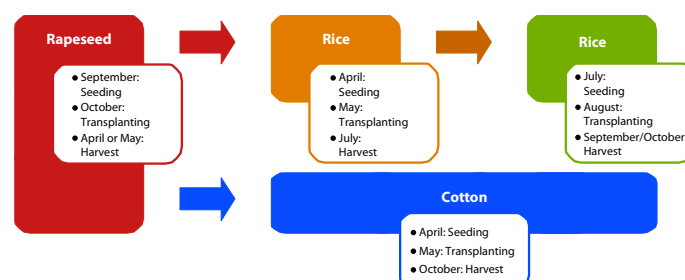 Rapeseed
● September:
Seeding
● October:
Transplanting
● April or May:
Harvest
Rice
● April:
Seeding
● May:
Transplanting
● July:
Harvest
Rice
● July:
Seeding
● August:
Transplanting
● September/October
Harvest
Cotton
● April: Seeding
● May: Transplanting
● October: Harvest